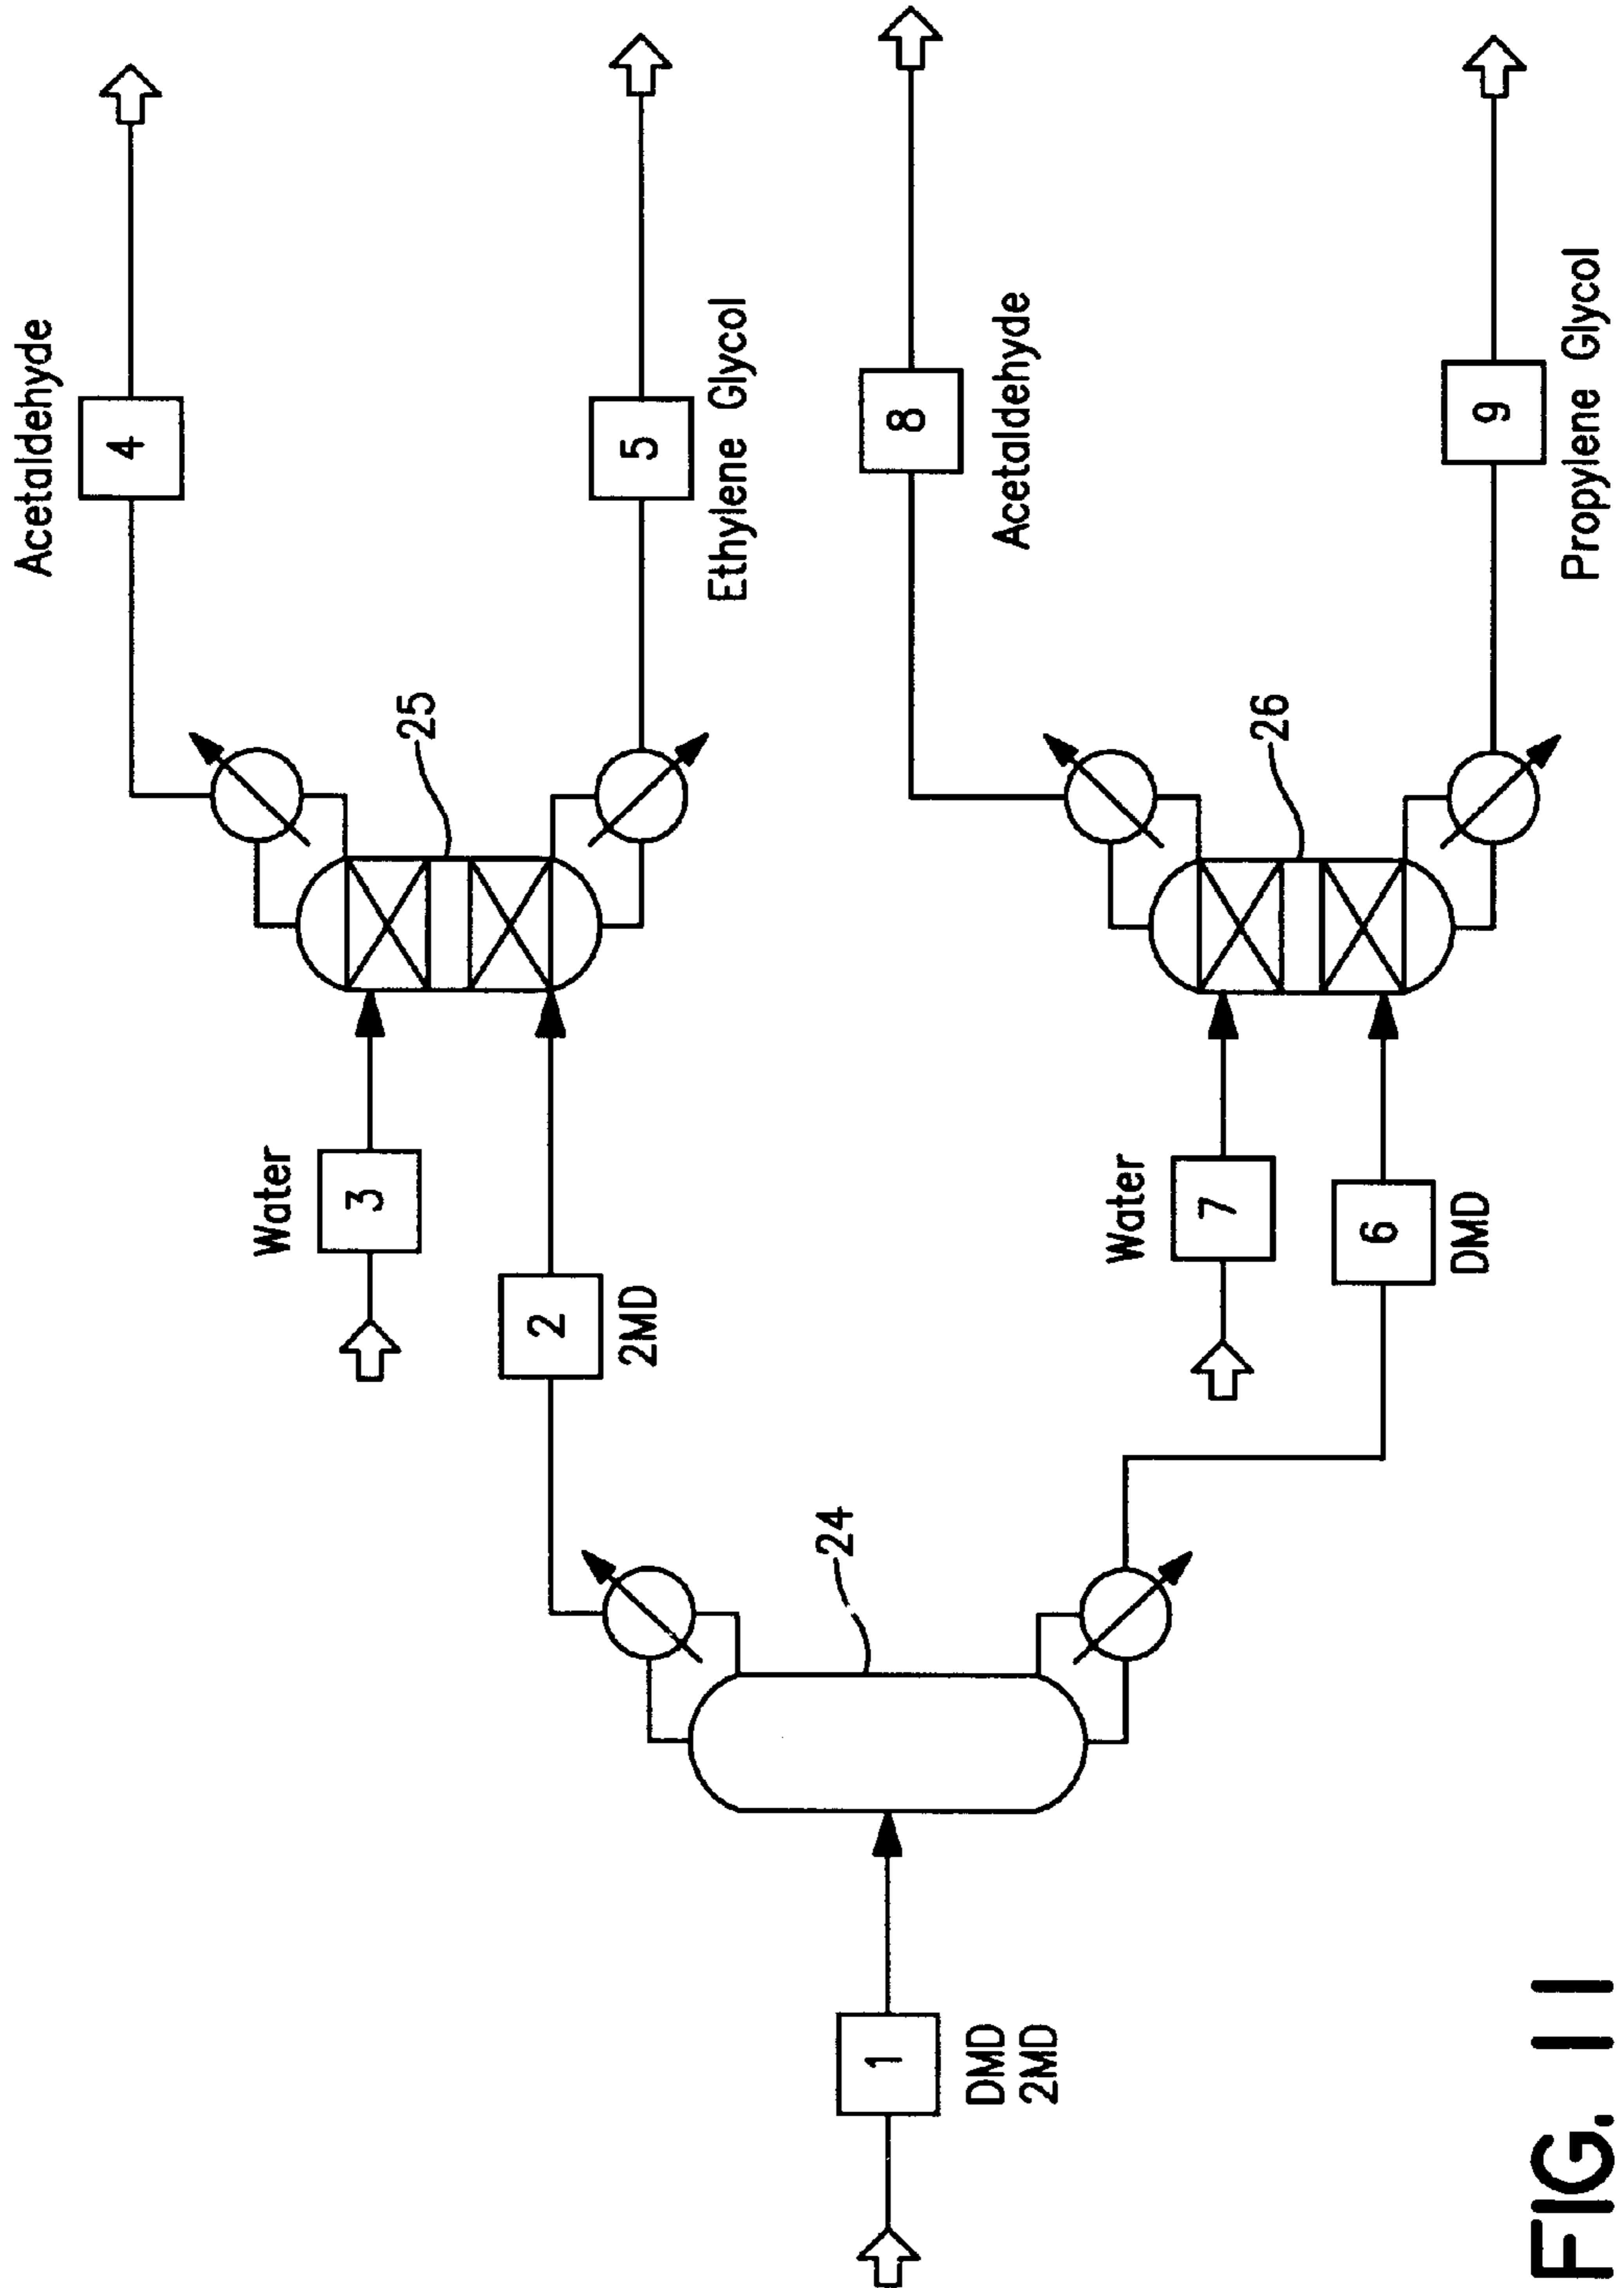 Acetaldehyde
4
5
Ethylene Glycol
25
Water
3
2
2MD
24
1
DMD
2MD
8
Acetaldehyde
9
Propylene Glycol
26
Water
7
6
DMD
FIG. 11